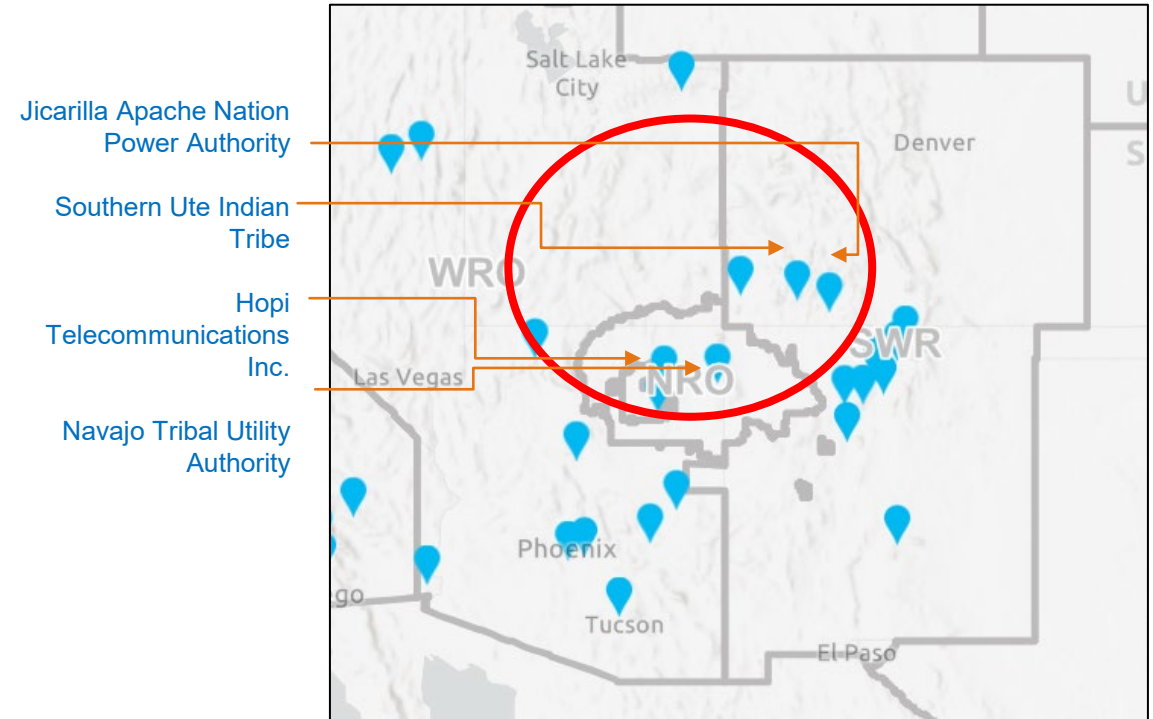 Jicarilla Apache Nation
Power Authority
Southern Ute Indian
Tribe
Hopi
Telecommunications
Inc.
Navajo Tribal Utility
Authority
Salt Lake
City
Denver
U
S
WRO
SWR
Las Vegas
NRO
Phoenix
go
Tucson
El Paso